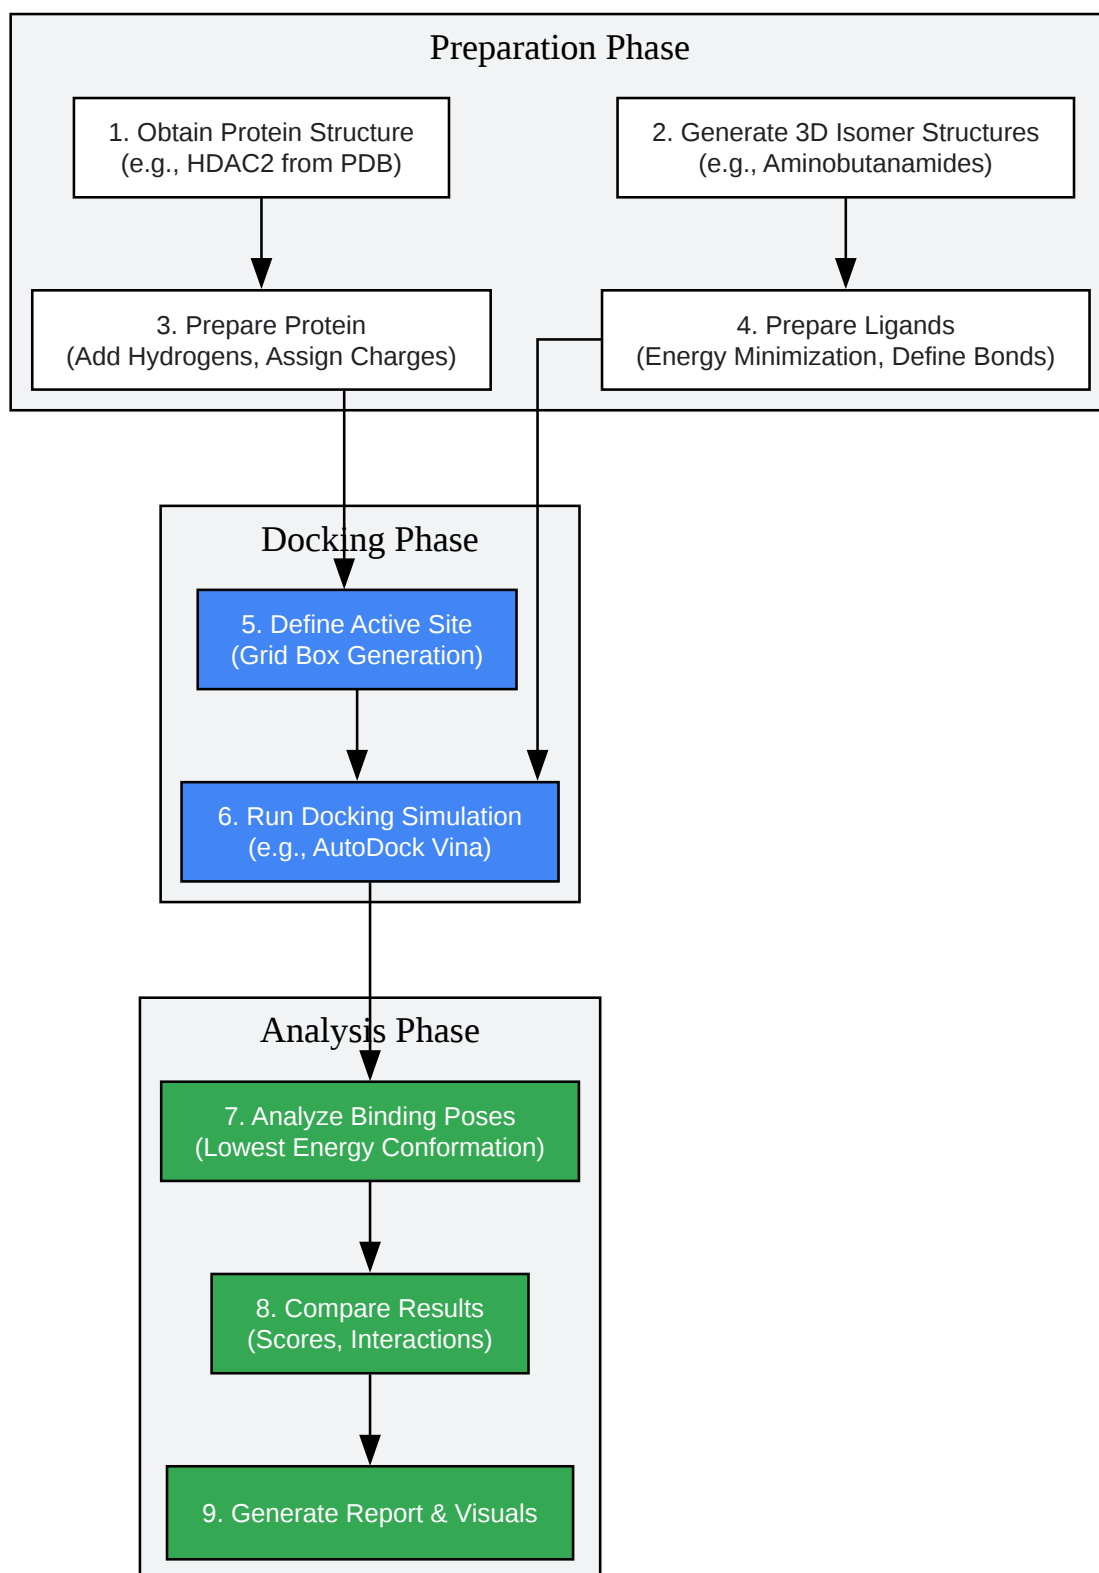 Preparation Phase
1. Obtain Protein Structure
(e.g., HDAC2 from PDB)
2. Generate 3D Isomer Structures
(e.g., Aminobutanamides)
3. Prepare Protein
(Add Hydrogens, Assign Charges)
4. Prepare Ligands
(Energy Minimization, Define Bonds)
Docking Phase
5. Define Active Site
(Grid Box Generation)
6. Run Docking Simulation
(e.g., AutoDock Vina)
Analysis Phase
7. Analyze Binding Poses
(Lowest Energy Conformation)
8. Compare Results
(Scores, Interactions)
9. Generate Report & Visuals